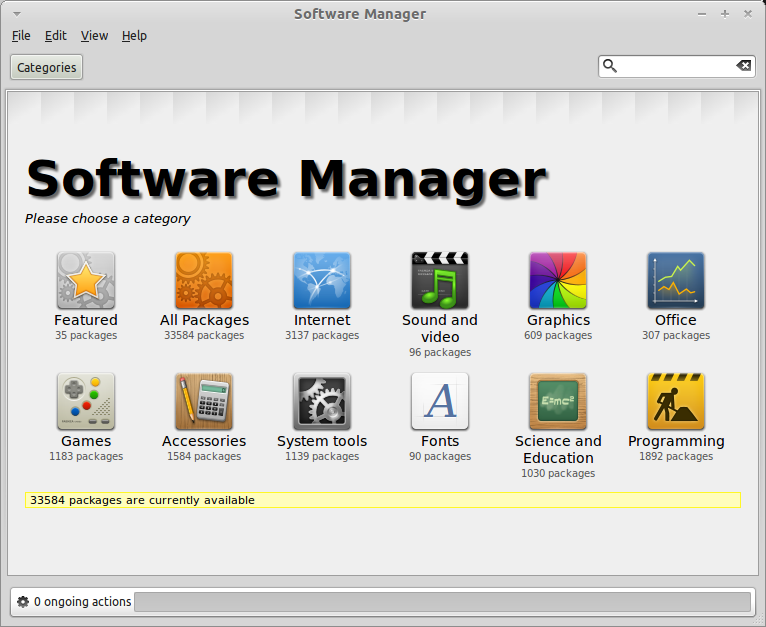 Software Manager
File Edit View Help
Categories
Software Manager
Please choose a category
Featured
35 packages
All Packages
33584 packages
Internet
3137 packages
Sound and
video
96 packages
Graphics
609 packages
Office
307 packages
Games
1183 packages
Accessories
1584 packages
System tools
1139 packages
A
Fonts
90 packages
E=mc²
Science and
Education
1030 packages
Programming
1892 packages
33584 packages are currently available
0 ongoing actions